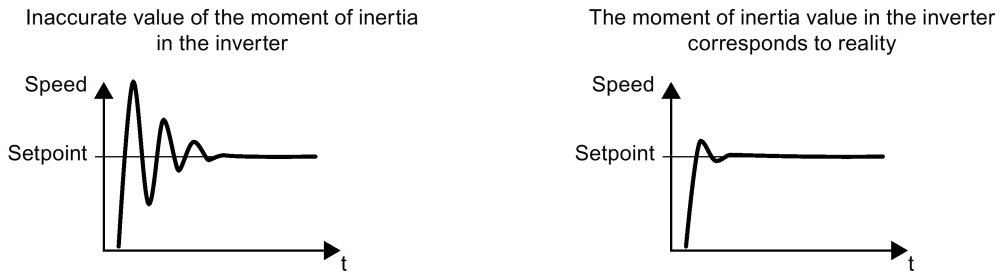 Inaccurate value of the moment of inertia
in the inverter
Speed
Setpoint
t
The moment of inertia value in the inverter
corresponds to reality
Speed
Setpoint
t